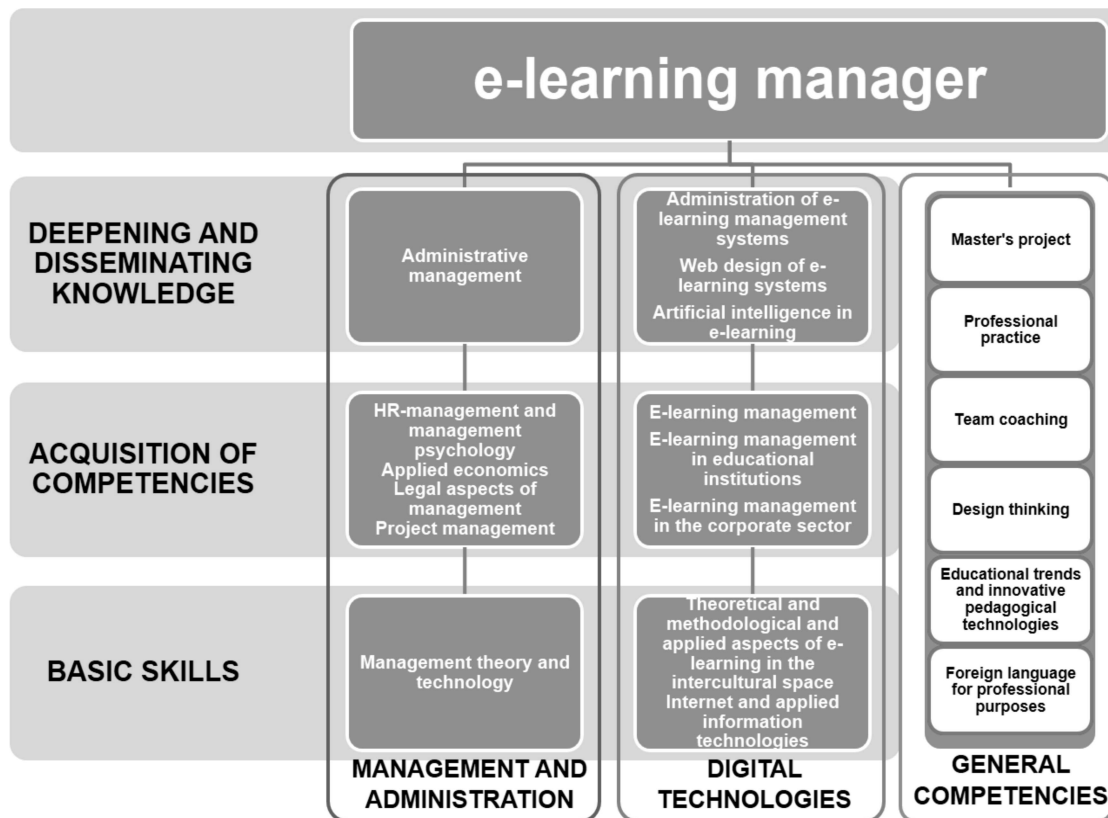 e-learning manager
DEEPENING AND
DISSEMINATING
KNOWLEDGE
Administrative
management
Administration of e-
learning management
systems
Web design of e-
learning systems
Artificial intelligence in
e-learning
ACQUISITION OF
COMPETENCIES
HR-management and
management
psychology
Applied economics
Legal aspects of
management
Project management
E-learning management
E-learning management
in educational
institutions
E-learning management
in the corporate sector
BASIC SKILLS
Management theory and
technology
Theoretical and
methodological and
applied aspects of e-
learning in the
intercultural space
Internet and applied
information
technologies
Master's project
Professional
practice
Team coaching
Design thinking
Educational trends
and innovative
pedagogical
technologies
Foreign language
for professional
purposes
MANAGEMENT AND
ADMINISTRATION
DIGITAL
TECHNOLOGIES
GENERAL
COMPETENCIES